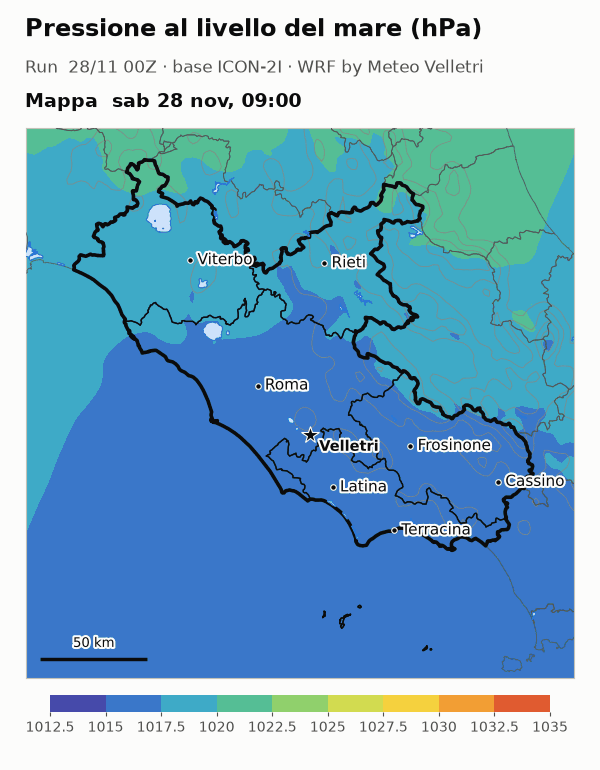 Pressione al livello del mare (hPa)
Run  28/11 00Z · base ICON-2I · WRF by Meteo Velletri
Mappa  sab 28 nov, 09:00
Viterbo
Rieti
Roma
Velletri
Frosinone
Latina
Cassino
Terracina
50 km
1012.5 1015 1017.5 1020 1022.5 1025 1027.5 1030 1032.5 1035